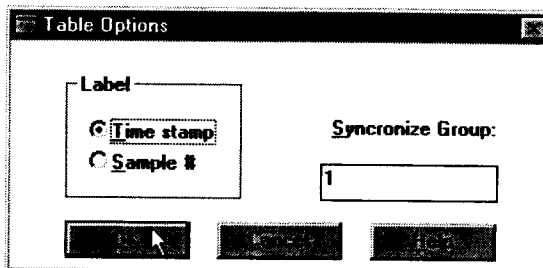 Table Options
Label
Time stamp
Sample #
Syncronize Group:
1